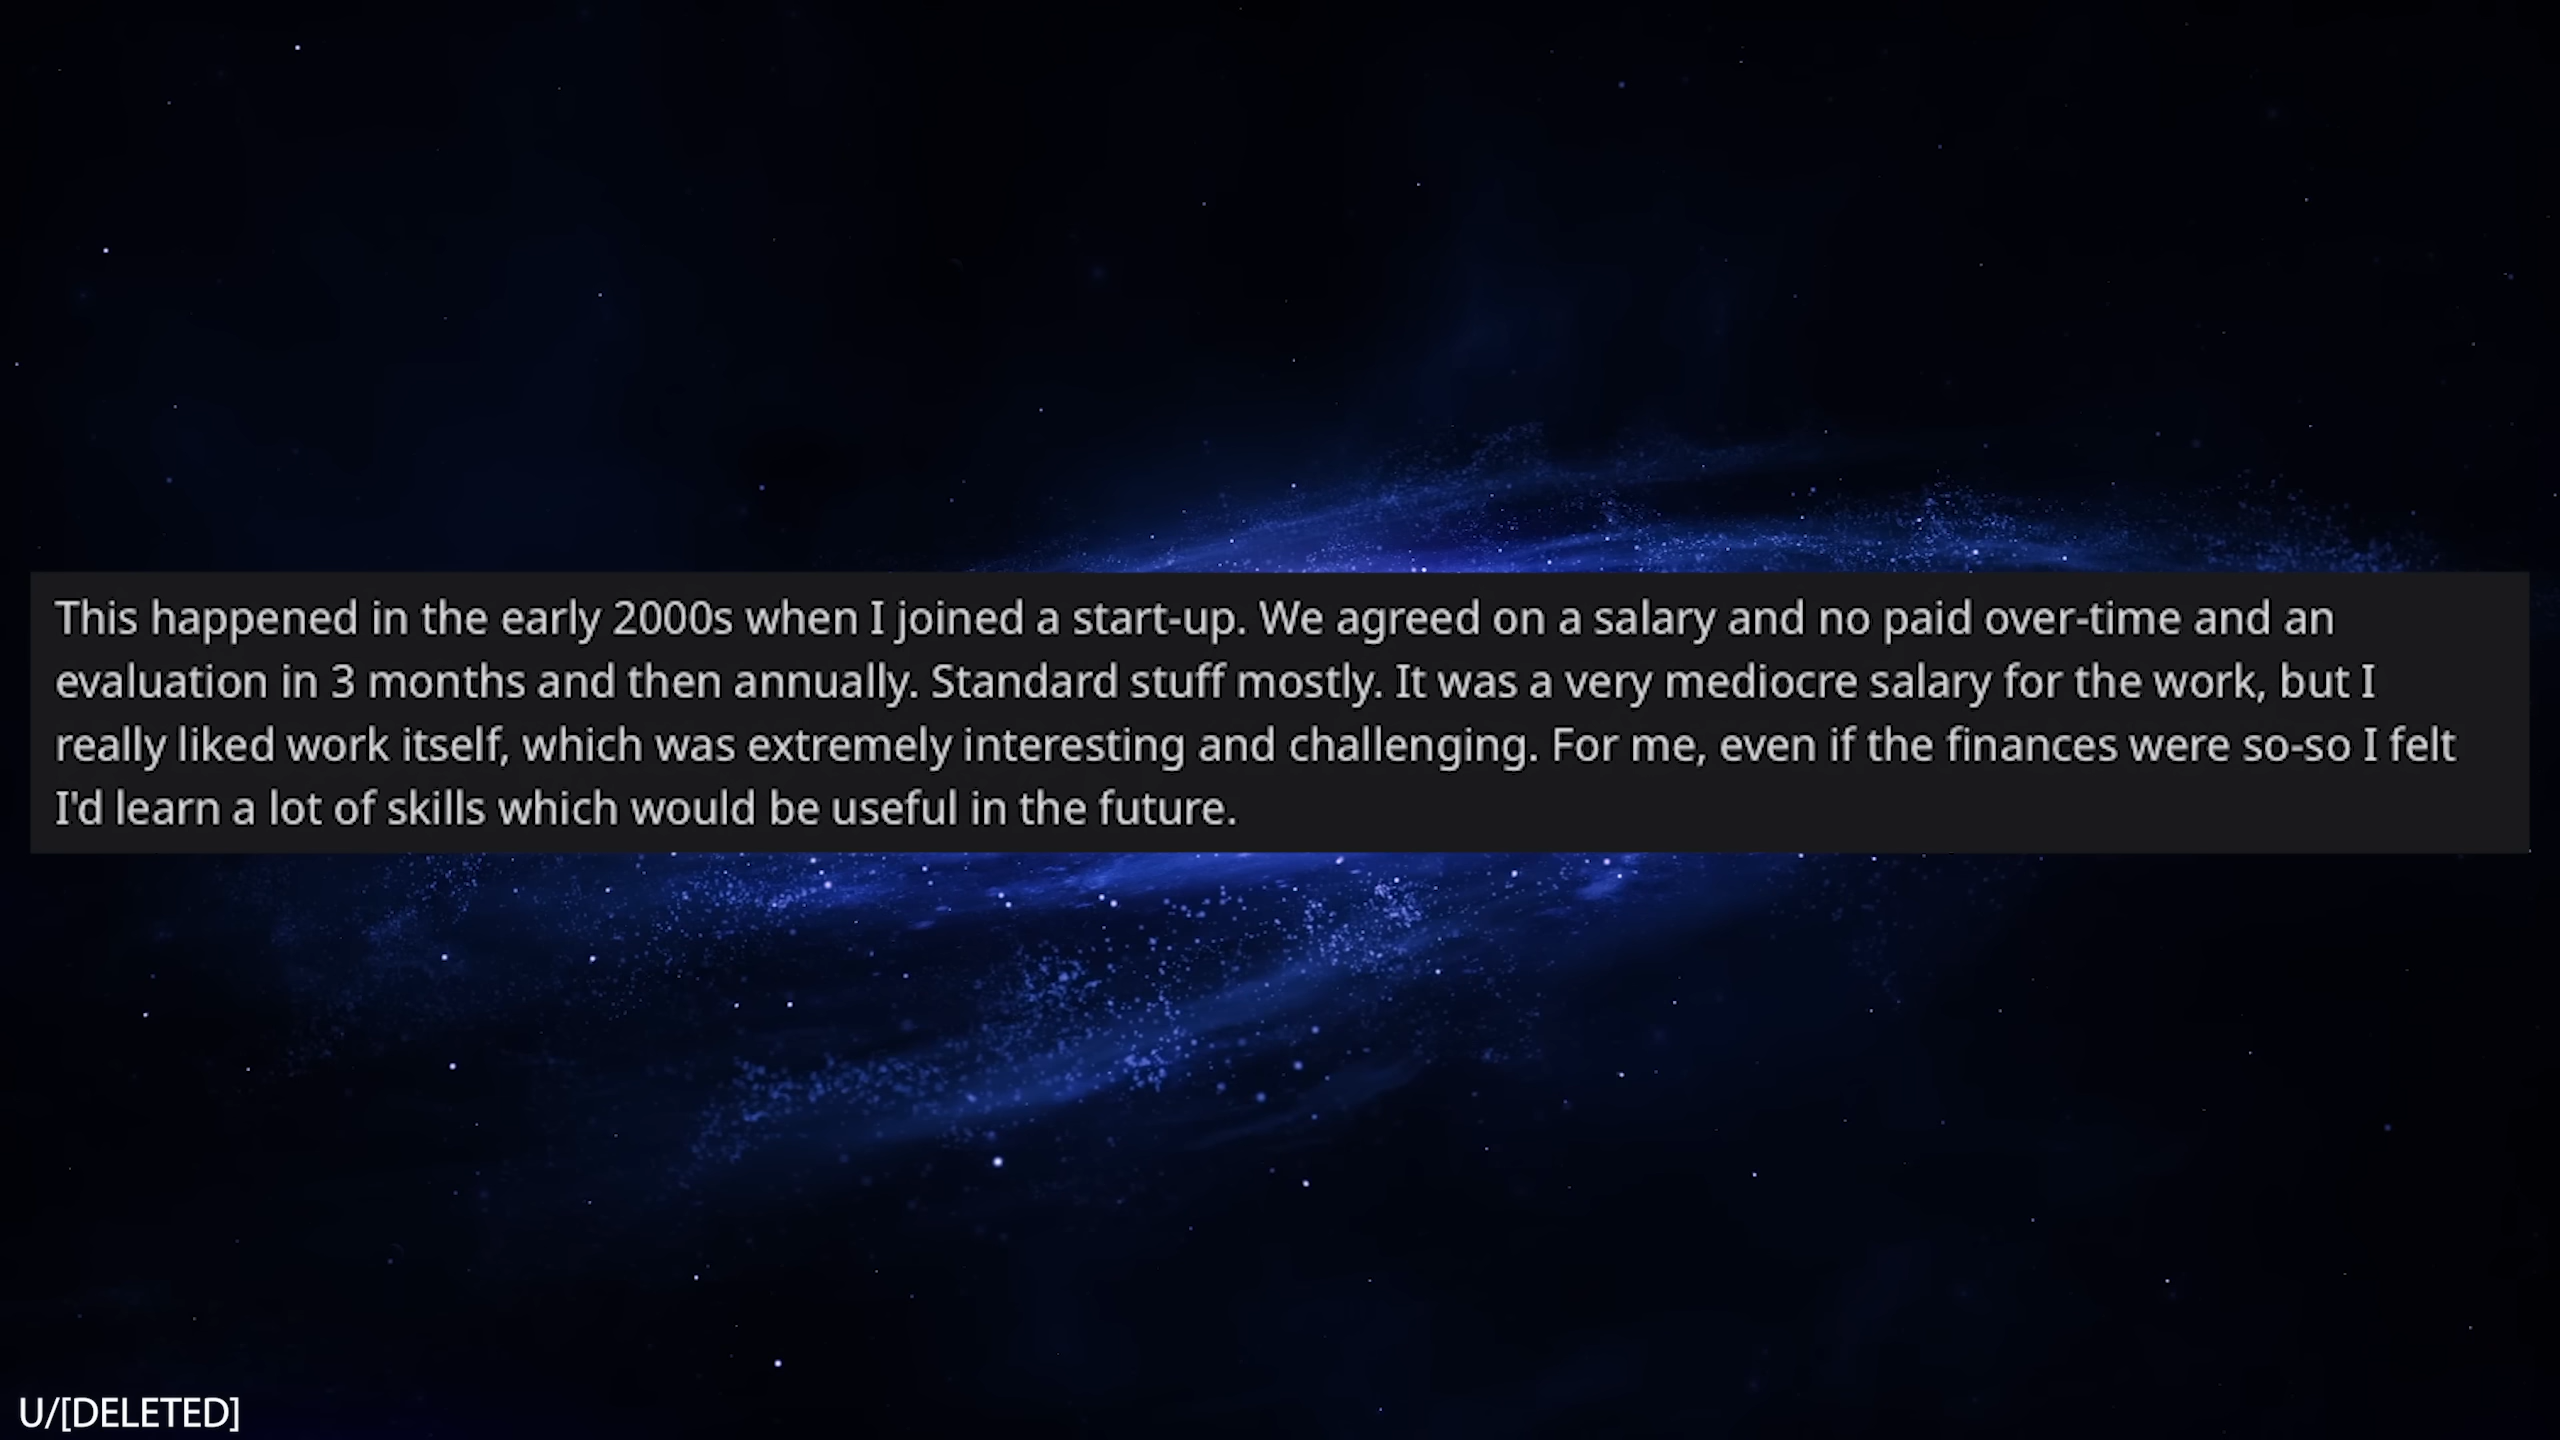 This happened in the early 2000s when I joined a start-up. We agreed on a salary and no paid over-time and an
evaluation in 3 months and then annually. Standard stuff mostly. It was a very mediocre salary for the work, but I
really liked work itself, which was extremely interesting and challenging. For me, even if the finances were so-so I felt
I'd learn a lot of skills which would be useful in the future.
U/[DELETED]